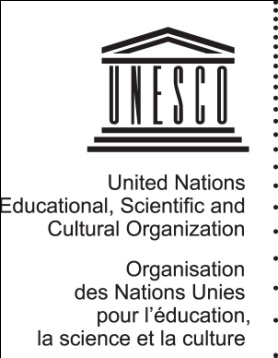 UNESCO
United Nations
Educational, Scientific and
Cultural Organization
Organisation
des Nations Unies
pour l'éducation,
la science et la culture